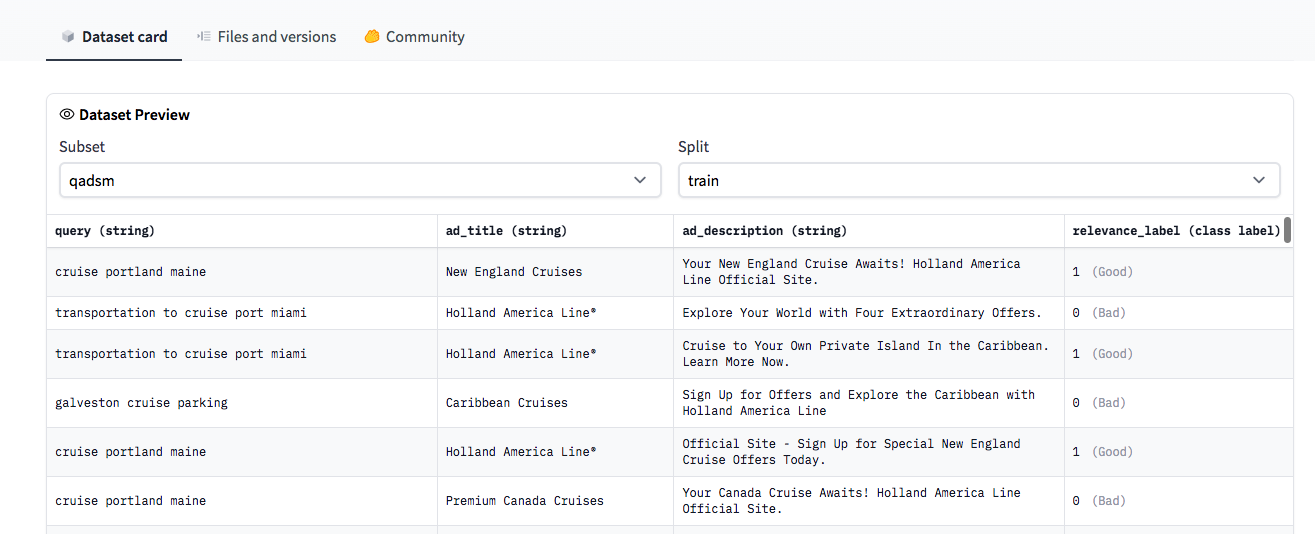 Dataset card Files and versions Community
Dataset Preview
Subset Split
qadsm train
query (string) ad_title (string) ad_description (string) relevance_label (class label)
cruise portland maine New England Cruises Your New England Cruise Awaits! Holland America
Line Official Site. 1 (Good)
transportation to cruise port miami Holland America Line® Explore Your World with Four Extraordinary Offers. 0 (Bad)
transportation to cruise port miami Holland America Line® Cruise to Your Own Private Island In the Caribbean.
Learn More Now. 1 (Good)
galveston cruise parking Caribbean Cruises Sign Up for Offers and Explore the Caribbean with
Holland America Line 0 (Bad)
cruise portland maine Holland America Line® Official Site - Sign Up for Special New England
Cruise Offers Today. 1 (Good)
cruise portland maine Premium Canada Cruises Your Canada Cruise Awaits! Holland America Line
Official Site. 0 (Bad)